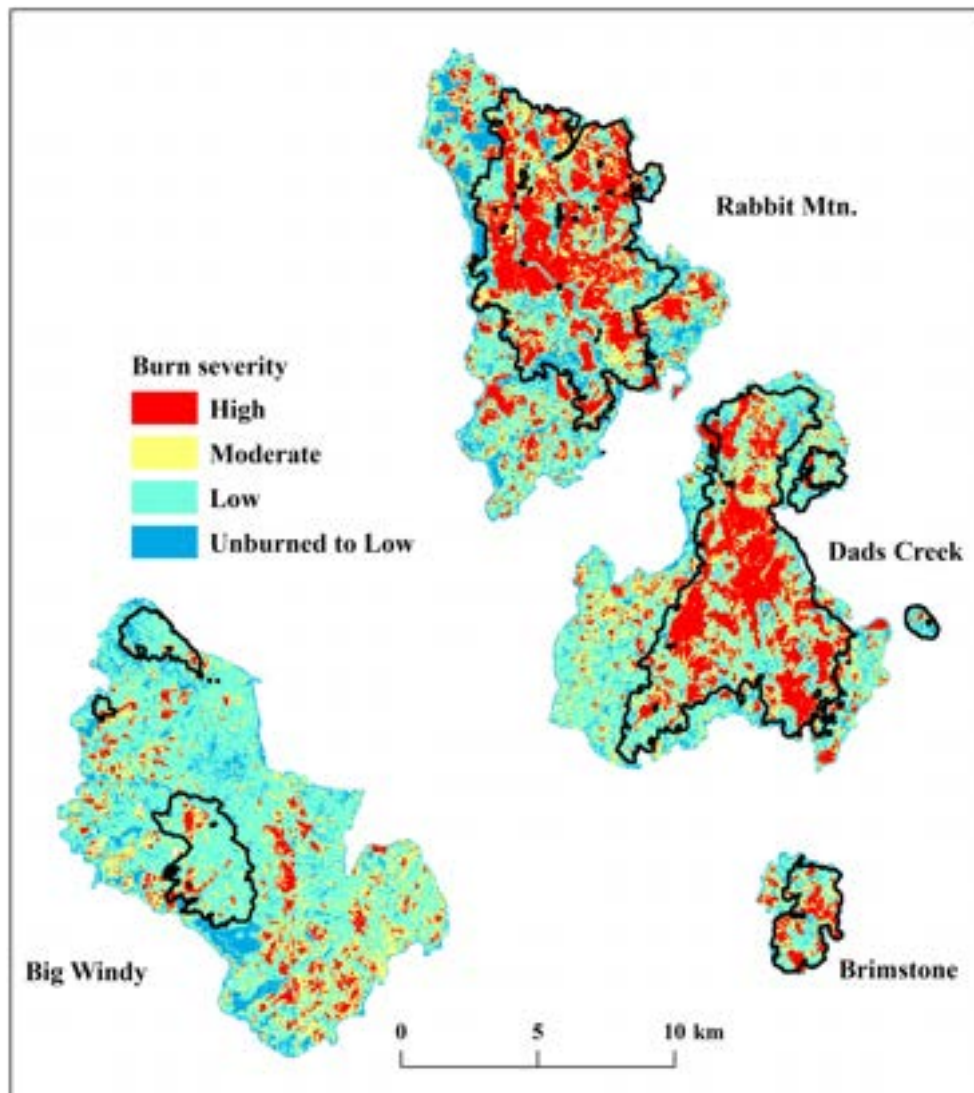 Rabbit Mtn.
Burn severity
High
Moderate
Low
Unburned to Low
Dads Creek
Big Windy
Brimstone
0 5 10 km